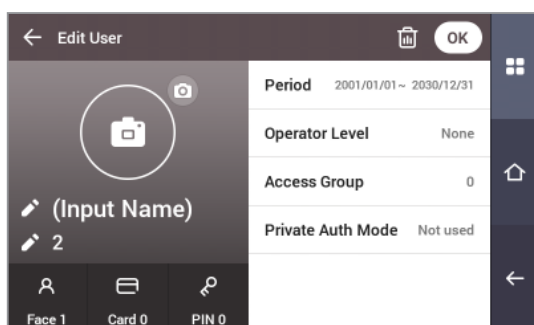 Edit User
OK
(Input Name)
2
Face 1 Card 0 PIN 0
Period 2001/01/01~ 2030/12/31
Operator Level None
Access Group 0
Private Auth Mode Not used